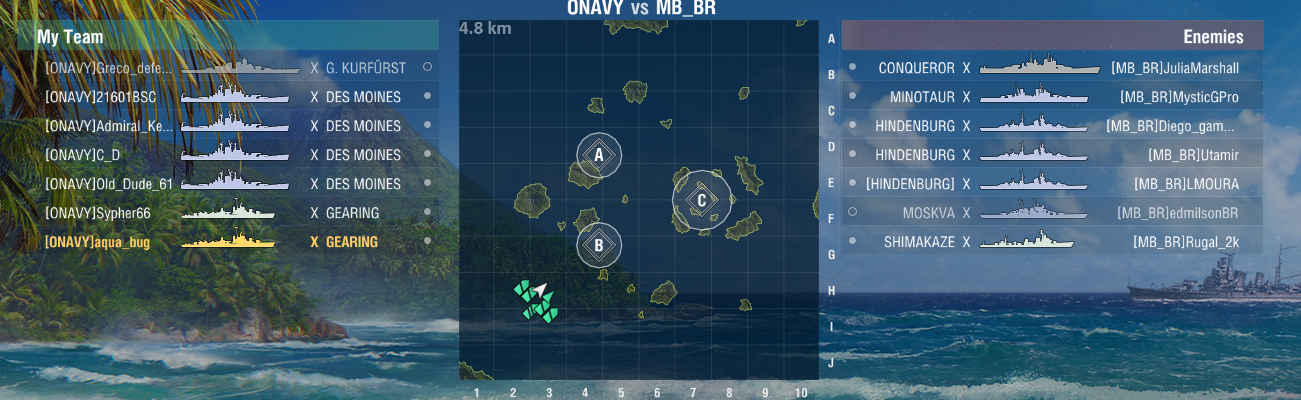 ONAVY vs MB_BR
My Team
4.8 km
Enemies
[ONAVY]Greco_defe... X G. KURFÜRST
[ONAVY]21601BSC X DES MOINES
[ONAVY]Admiral_Ke... X DES MOINES
[ONAVY]C_D X DES MOINES
[ONAVY]Old_Dude_61 X DES MOINES
[ONAVY]Sypher66 X GEARING
[ONAVY]aqua_bug X GEARING
A
B
C
A
B
C
D
E
F
G
H
I
J
1 2 3 4 5 6 7 8 9 10
CONQUEROR X [MB_BR]JuliaMarshall
MINOTAUR X [MB_BR]MysticGPro
HINDENBURG X [MB_BR]Diego_gam...
HINDENBURG X [MB_BR]Utamir
[HINDENBURG] X [MB_BR]LMOURA
MOSKVA X [MB_BR]edmilsonBR
SHIMAKAZE X [MB_BR]Rugal_2k